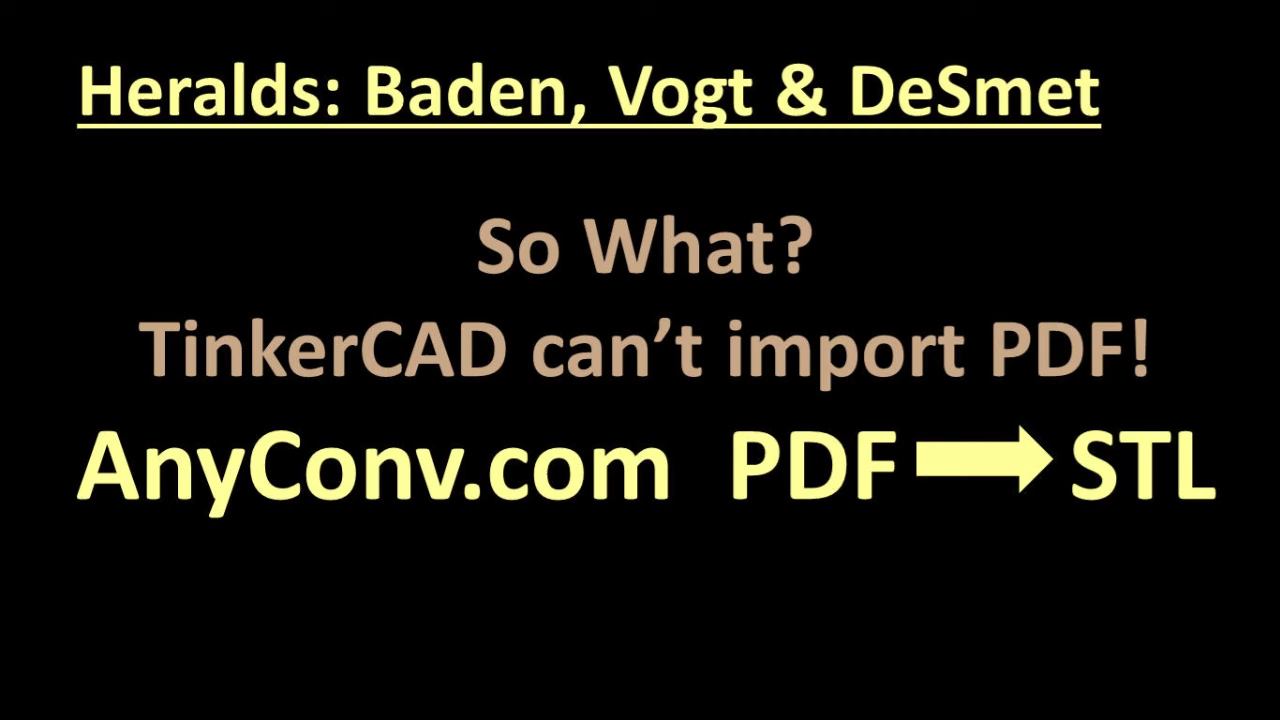 Heralds: Baden, Vogt & DeSmet
So What?
TinkerCAD can’t import PDF!
AnyConv.com PDF STL